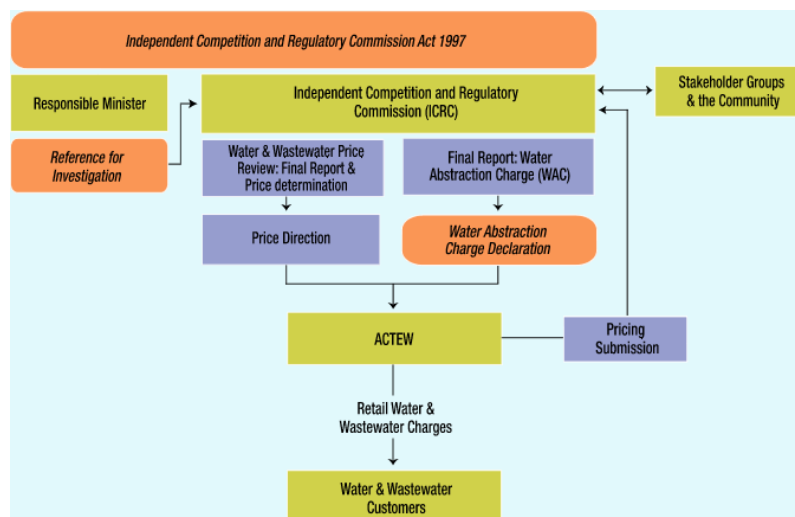 Independent Competition and Regulatory Commission Act 1997
Responsible Minister
Independent Competition and Regulatory
Commission (ICRC)
Stakeholder Groups
& the Community
Reference for
Investigation
Water & Wastewater Price
Review: Final Report &
Price determination
Final Report: Water
Abstraction Charge (WAC)
Price Direction
Water Abstraction
Charge Declaration
ACTEW
Pricing
Submission
Retail Water &
Wastewater Charges
Water & Wastewater
Customers